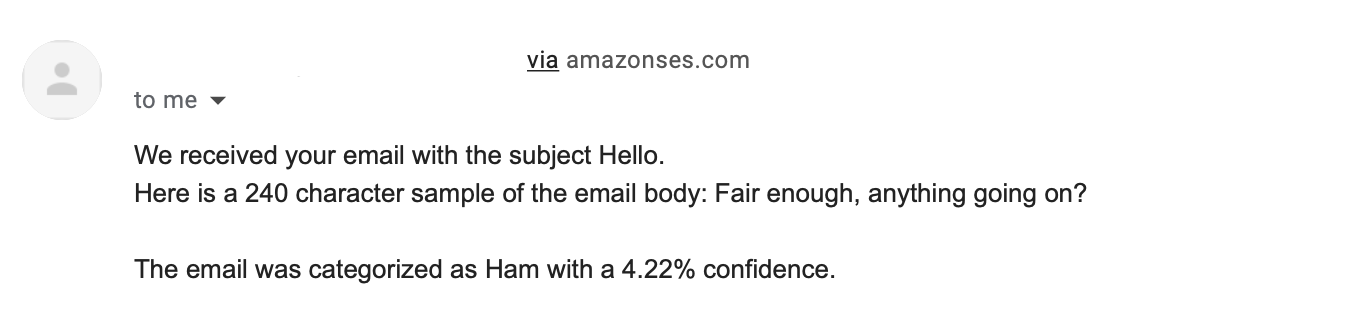 via amazonses.com
to me
We received your email with the subject Hello.
Here is a 240 character sample of the email body: Fair enough, anything going on?
The email was categorized as Ham with a 4.22% confidence.